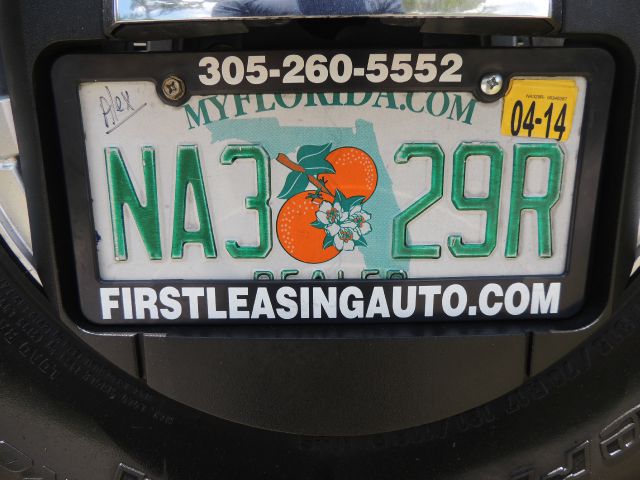 305-260-5552
Alex
MYFLORIDA.COM
04-14
NA3 29R
DEALER
FIRSTLEASINGAUTO.COM